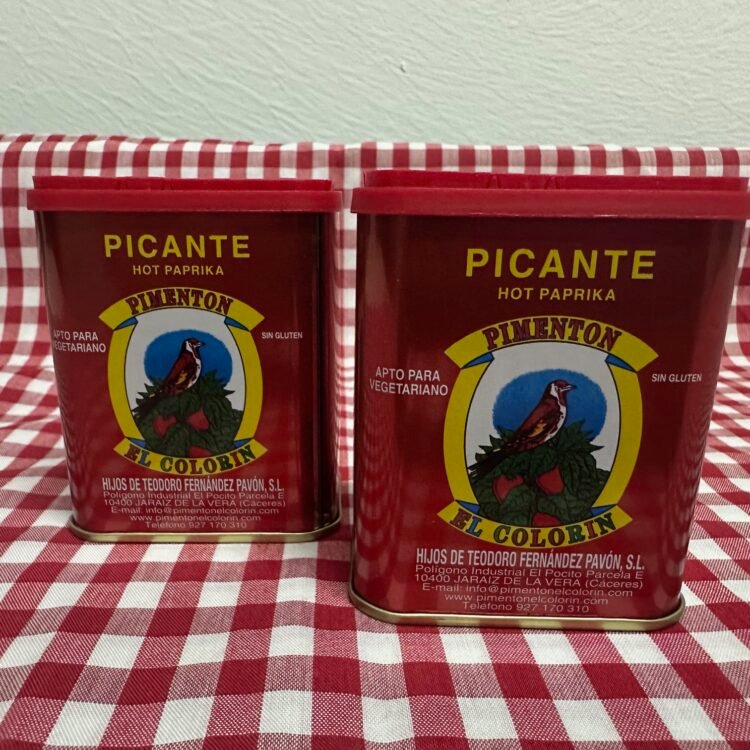 PICANTE
HOT PAPRIKA
PIMENTON
APTO PARA
VEGETARIANO
SIN GLUTEN
EL COLORIN
HIJOS DE TEODORO FERNÁNDEZ PAVÓN, S.L.
Polígono Industrial El Pocito Parcela E
10400 JARAIZ DE LA VERA (Cáceres)
E-mail: info@pimentonelcolorin.com
www.pimentonelcolorin.com
Teléfono 927 170 310
PICANTE
HOT PAPRIKA
PIMENTON
APTO PARA
VEGETARIANO
SIN GLUTEN
EL COLORIN
HIJOS DE TEODORO FERNÁNDEZ PAVÓN, S.L.
Polígono Industrial El Pocito Parcela E
10400 JARAIZ DE LA VERA (Cáceres)
E-mail: info@pimentonelcolorin.com
www.pimentonelcolorin.com
Teléfono 927 170 310